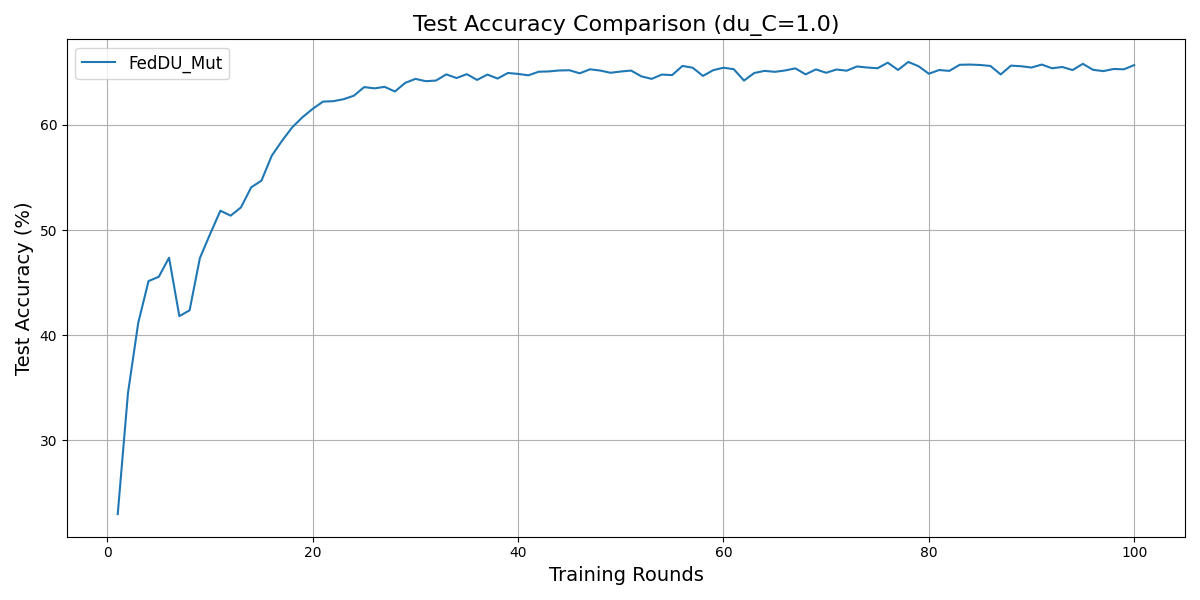 Test Accuracy Comparison (du_C=1.0)
FedDU_Mut
Test Accuracy (%)
60
50
40
30
0 20 40 60 80 100
Training Rounds